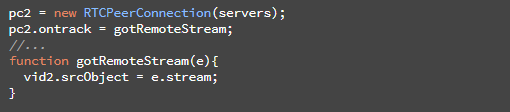 pc2 = new RTCPeerConnection(servers);
pc2.ontrack = gotRemoteStream;
//...
function gotRemoteStream(e){
  vid2.srcObject = e.stream;
}